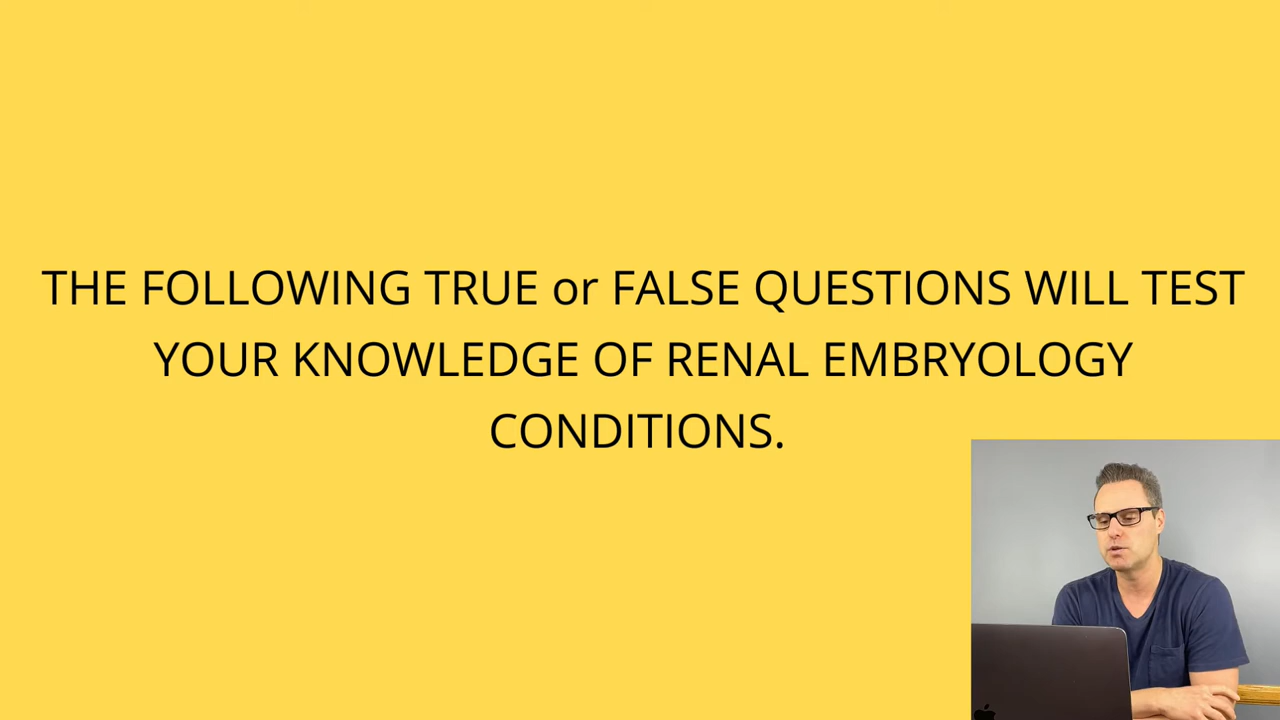 THE FOLLOWING TRUE or FALSE QUESTIONS WILL TEST
YOUR KNOWLEDGE OF RENAL EMBRYOLOGY
CONDITIONS.